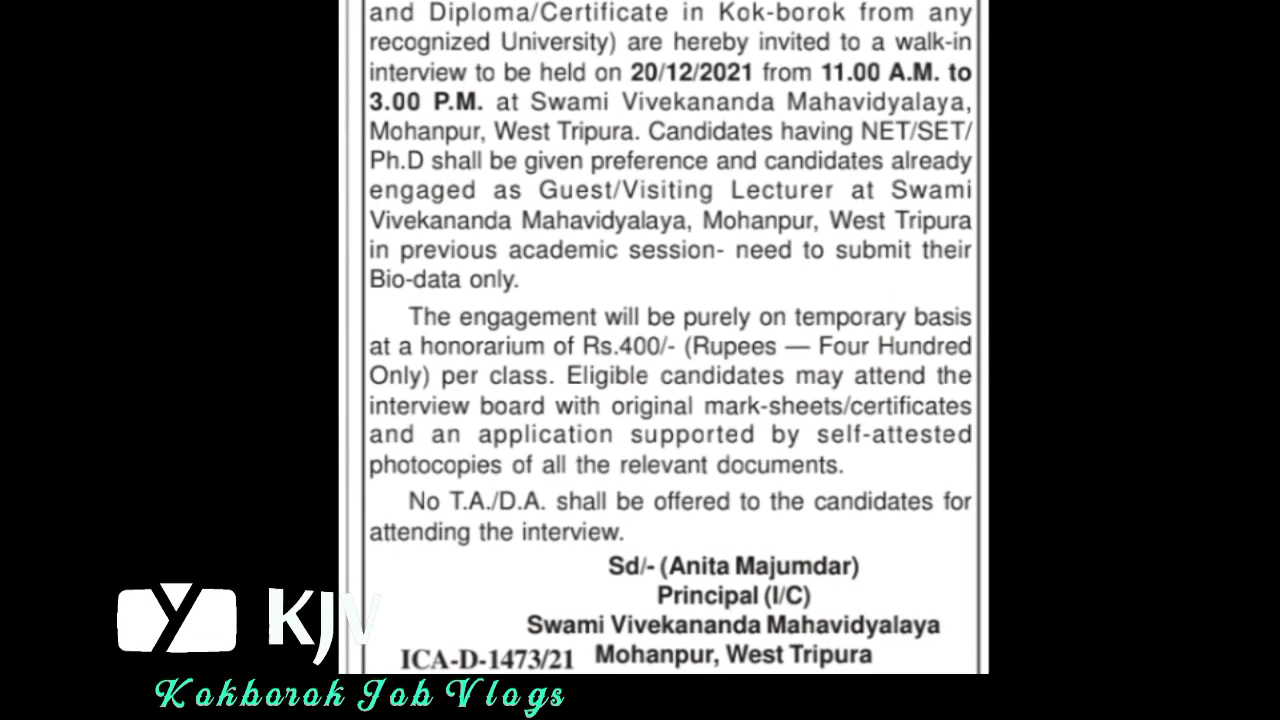 and Diploma/Certificate in Kok-borok from any
recognized University) are hereby invited to a walk-in
interview to be held on 20/12/2021 from 11.00 A.M. to
3.00 P.M. at Swami Vivekananda Mahavidyalaya,
Mohanpur, West Tripura. Candidates having NET/SET/
Ph.D shall be given preference and candidates already
engaged as Guest/Visiting Lecturer at Swami
Vivekananda Mahavidyalaya, Mohanpur, West Tripura
in previous academic session- need to submit their
Bio-data only.
The engagement will be purely on temporary basis
at a honorarium of Rs.400/- (Rupees — Four Hundred
Only) per class. Eligible candidates may attend the
interview board with original mark-sheets/certificates
and an application supported by self-attested
photocopies of all the relevant documents.
No T.A./D.A. shall be offered to the candidates for
attending the interview.
Sd/- (Anita Majumdar)
Principal (I/C)
Swami Vivekananda Mahavidyalaya
ICA-D-1473/21 Mohanpur, West Tripura
Y KJV
Kokborok Job Vlogs